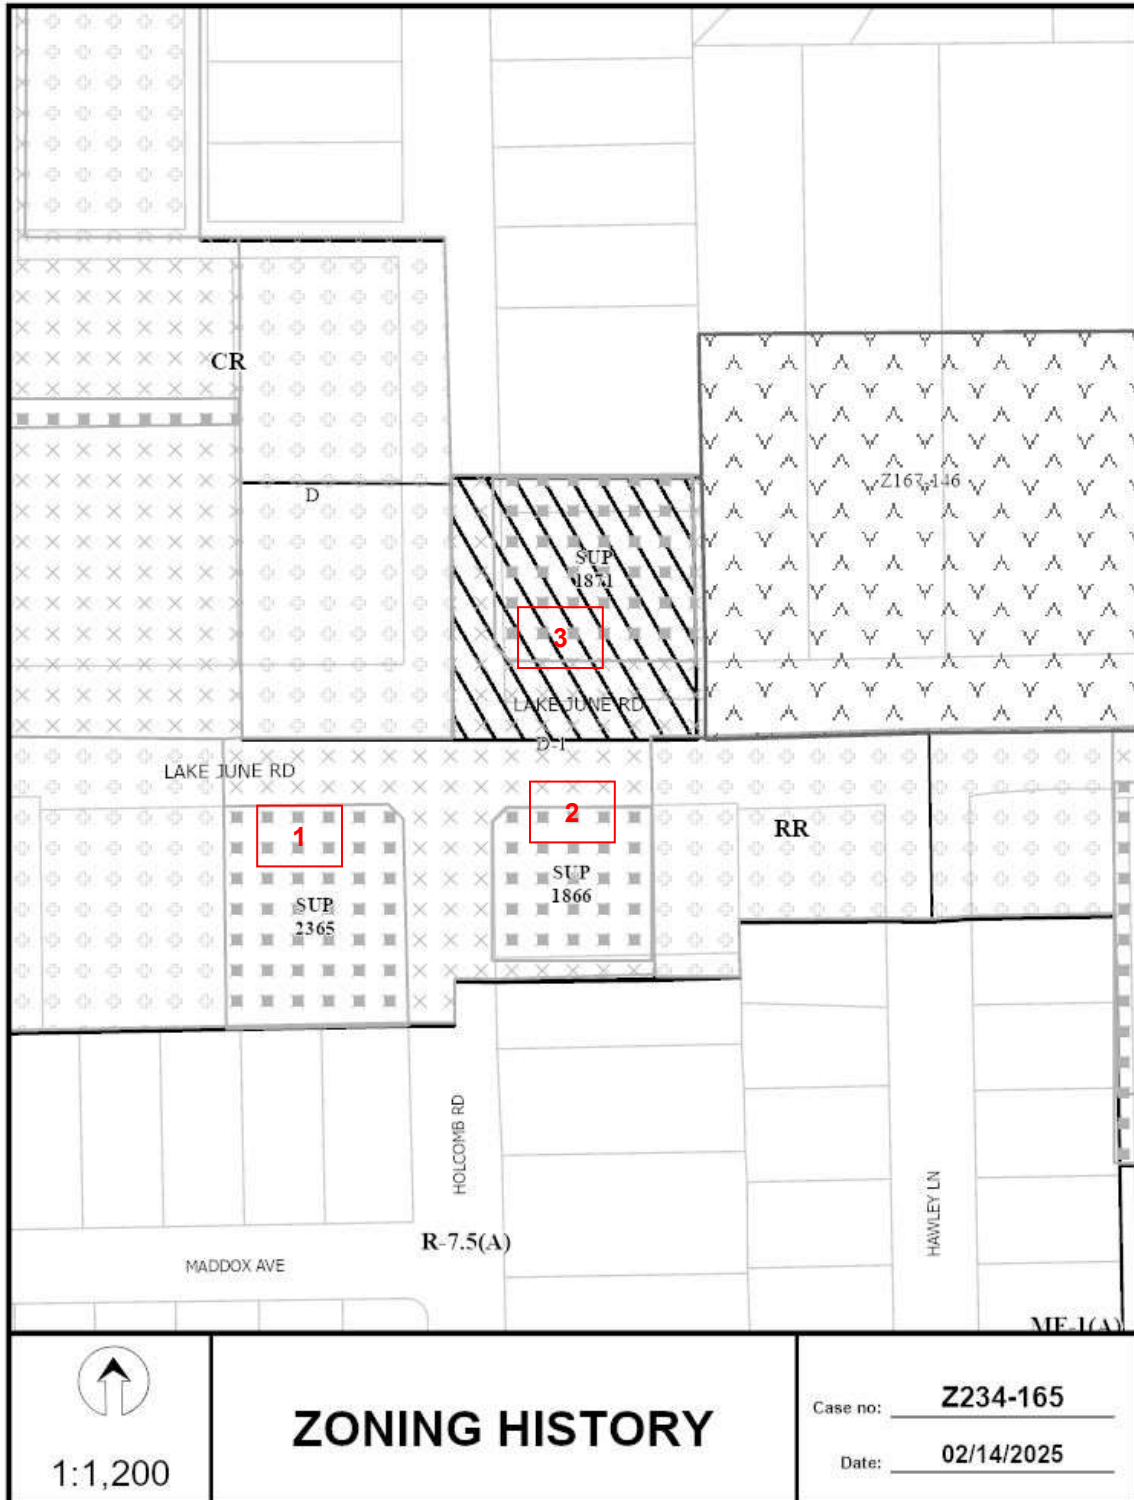 CR
Z167-146
D
SUP
1871
3
LAKE JUNE RD
D-1
LAKE JUNE RD
1
2
RR
SUP
1866
SUP
2365
HOLCOMB RD
HAWLEY LN
R-7.5(A)
MADDOX AVE
MF-1(A)
1:1,200
ZONING HISTORY
Case no: Z234-165
Date: 02/14/2025